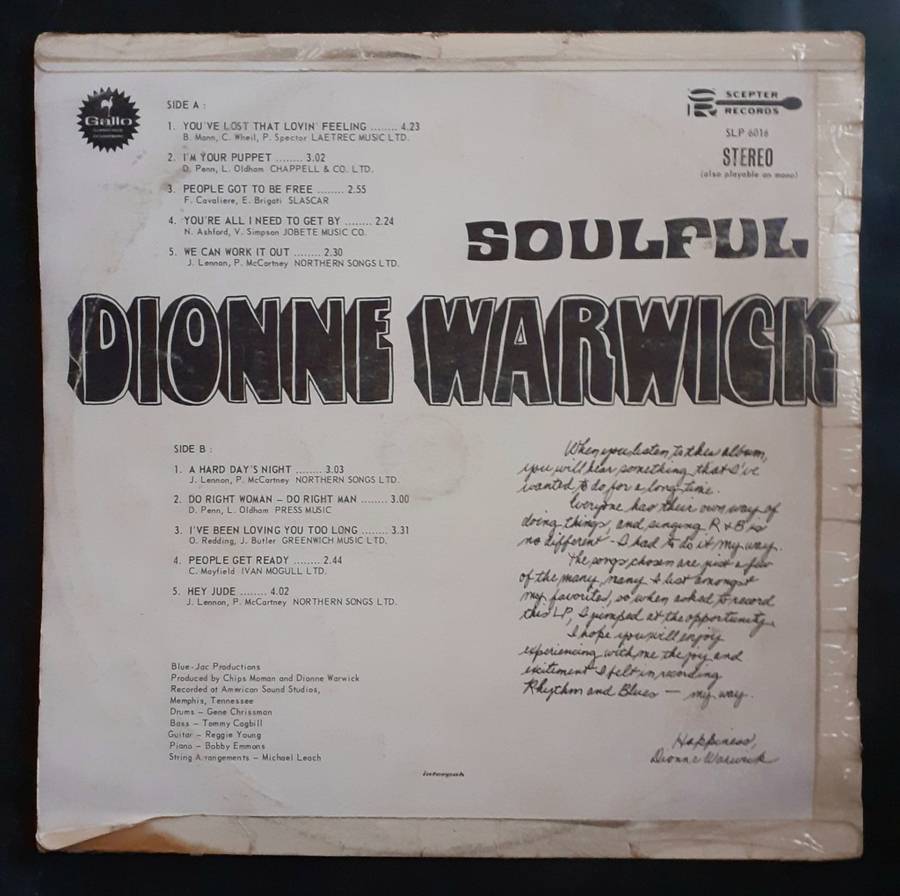 Gallo
SIDE A :
1. YOU'VE LOST THAT LOVIN' FEELING ........ 4.23
B. Mann, C. Wheil, P. Spector LAETREC MUSIC LTD.
2. I'M YOUR PUPPET ........ 3.02
D. Penn, L. Oldham CHAPPELL & CO. LTD.
3. PEOPLE GOT TO BE FREE ........ 2.55
F. Cavaliere, E. Brigati SLASCAR
4. YOU'RE ALL I NEED TO GET BY ........ 2.24
N. Ashford, V. Simpson JOBETE MUSIC CO.
5. WE CAN WORK IT OUT ........ 2.30
J. Lennon, P. McCartney NORTHERN SONGS LTD.
SCEPTER
RECORDS
SLP 6016
STEREO
(also playable on mono)
SOULFUL
DIONNE WARWICK
SIDE B :
1. A HARD DAY'S NIGHT ........ 3.03
J. Lennon, P. McCartney NORTHERN SONGS LTD.
2. DO RIGHT WOMAN – DO RIGHT MAN ........ 3.00
D. Penn, L. Oldham PRESS MUSIC
3. I'VE BEEN LOVING YOU TOO LONG ........ 3.31
O. Redding, J. Butler GREENWICH MUSIC LTD.
4. PEOPLE GET READY ........ 2.44
C. Mayfield IVAN MOGULL LTD.
5. HEY JUDE ........ 4.02
J. Lennon, P. McCartney NORTHERN SONGS LTD.
Blue-Jac Productions
Produced by Chips Moman and Dionne Warwick
Recorded at American Sound Studios,
Memphis, Tennessee
Drums – Gene Chrissman
Bass – Tommy Cogbill
Guitar – Reggie Young
Piano – Bobby Emmons
String Arrangements – Michael Leach
When you listen to this album,
you will hear something that I've
wanted to do for a long time.
Everyone has their own way of
doing things, and singing R & B is
no different - I had to do it my way.
The songs chosen are just a few
of the many, many I list amongst
my favorites, so when asked to record
this LP, I jumped at the opportunity.
I hope you will enjoy
experiencing with me the joy and
excitement I felt in recording
Rhythm and Blues — my way.
Happiness,
Dionne Warwick
interpak